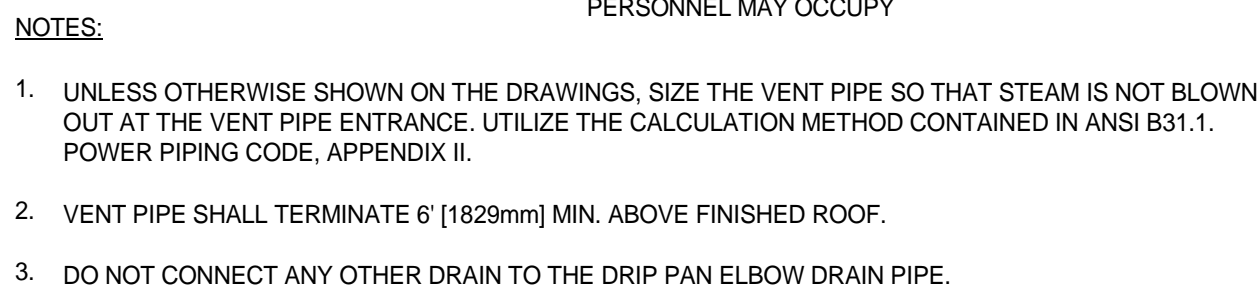 PERSONNEL MAY OCCUPY
NOTES:
1. UNLESS OTHERWISE SHOWN ON THE DRAWINGS, SIZE THE VENT PIPE SO THAT STEAM IS NOT BLOWN
OUT AT THE VENT PIPE ENTRANCE. UTILIZE THE CALCULATION METHOD CONTAINED IN ANSI B31.1.
POWER PIPING CODE, APPENDIX II.
2. VENT PIPE SHALL TERMINATE 6' [1829mm] MIN. ABOVE FINISHED ROOF.
3. DO NOT CONNECT ANY OTHER DRAIN TO THE DRIP PAN ELBOW DRAIN PIPE.